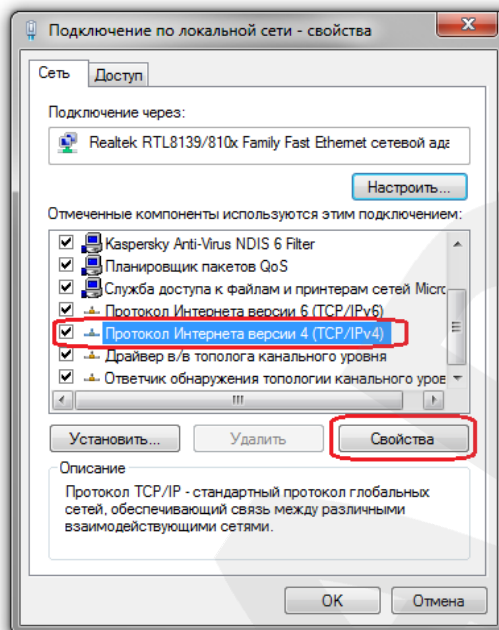 Подключение по локальной сети - свойства
Сеть
Доступ
Подключение через:
Realtek RTL8139/810x Family Fast Ethernet сетевой ада
Настроить...
Отмеченные компоненты используются этим подключением:
Kaspersky Anti-Virus NDIS 6 Filter
Планировщик пакетов QoS
Служба доступа к файлам и принтерам сетей Micro
Протокол Интернета версии 6 (TCP/IPv6)
Протокол Интернета версии 4 (TCP/IPv4)
Драйвер в/в тополога канального уровня
Ответчик обнаружения топологии канального уров
Установить...
Удалить
Свойства
Описание
Протокол TCP/IP - стандартный протокол глобальных
сетей, обеспечивающий связь между различными
взаимодействующими сетями.
OK
Отмена